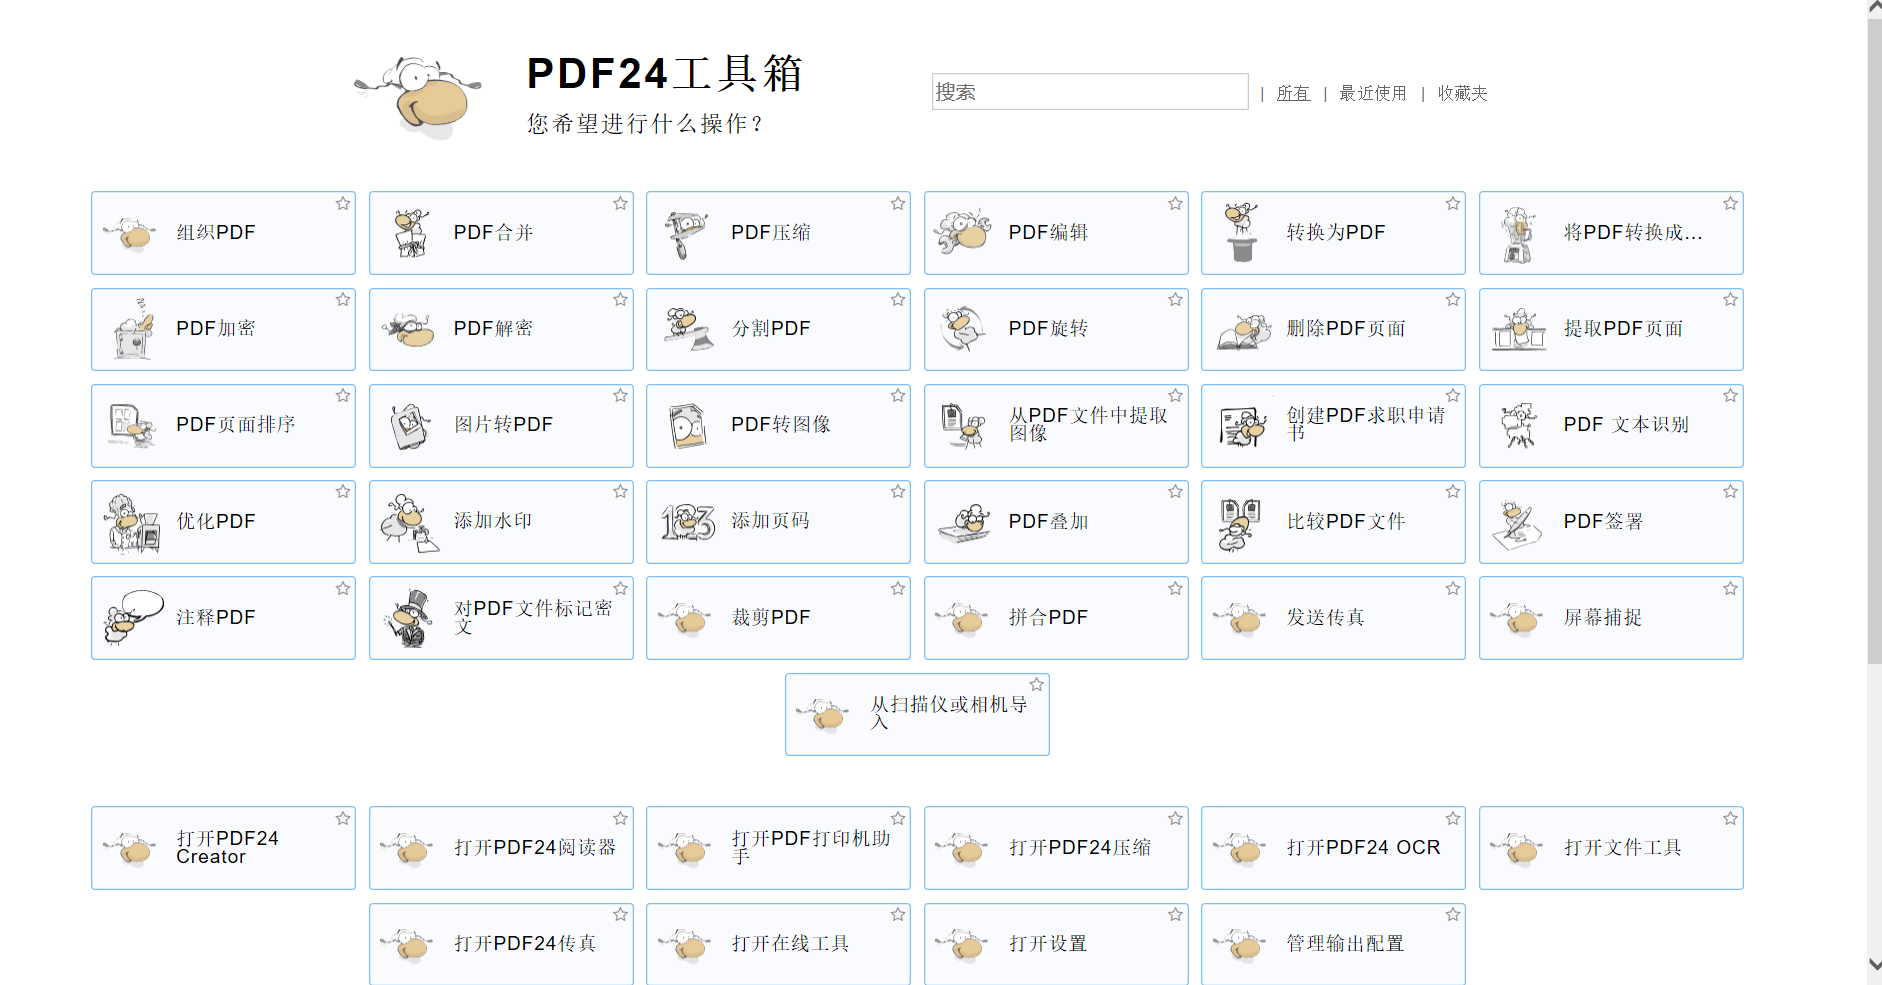 PDF24工具箱
您希望进行什么操作？
搜索 | 所有 | 最近使用 | 收藏夹
组织PDF
PDF合并
PDF压缩
PDF编辑
转换为PDF
将PDF转换成...
PDF加密
PDF解密
分割PDF
PDF旋转
删除PDF页面
提取PDF页面
PDF页面排序
图片转PDF
PDF转图像
从PDF文件中提取
图像
创建PDF求职申请
书
PDF 文本识别
优化PDF
添加水印
添加页码
123
PDF叠加
比较PDF文件
PDF签署
注释PDF
对PDF文件标记密
文
裁剪PDF
拼合PDF
发送传真
屏幕捕捉
从扫描仪或相机导
入
打开PDF24
Creator
打开PDF24阅读器
打开PDF打印机助
手
打开PDF24压缩
打开PDF24 OCR
打开文件工具
打开PDF24传真
打开在线工具
打开设置
管理输出配置